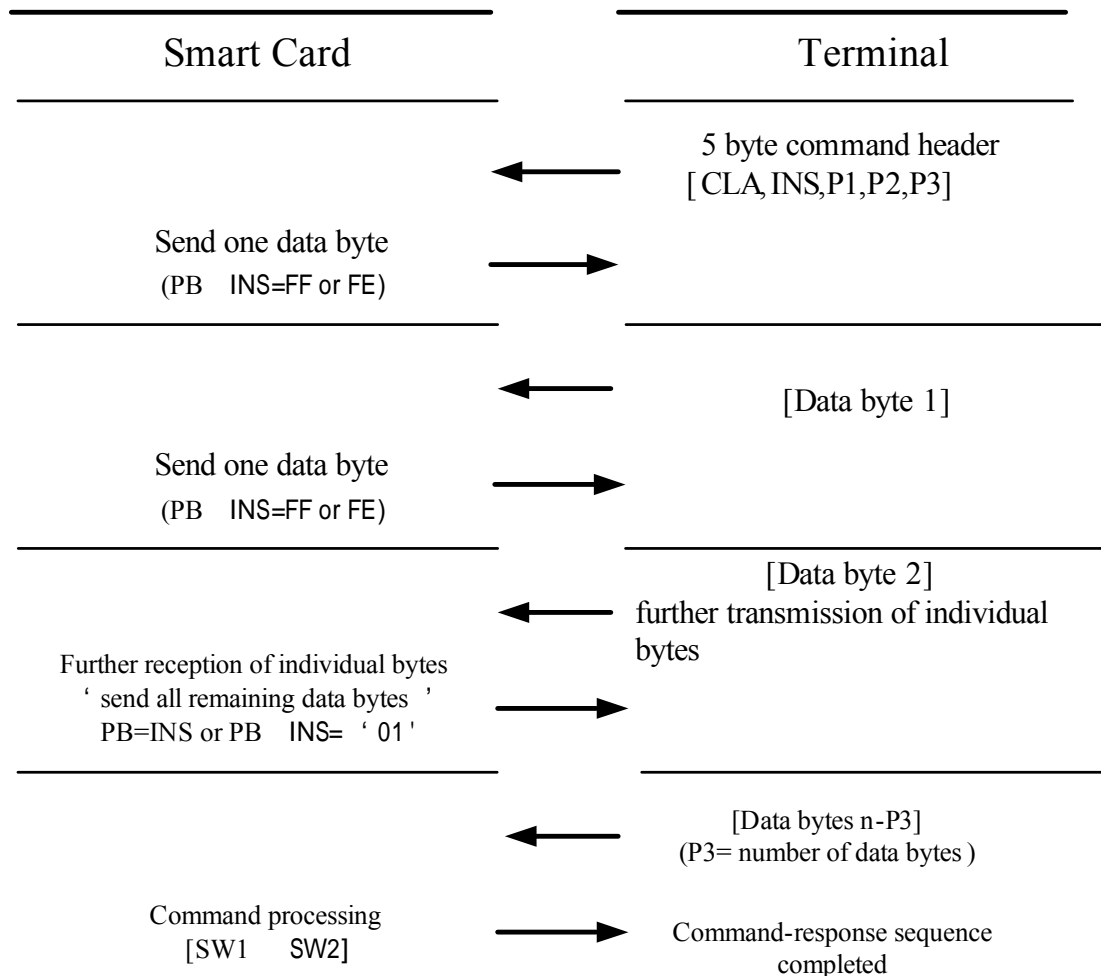 Smart Card
Terminal
5 byte command header
[ CLA, INS,P1,P2,P3]
Send one data byte
(PB INS=FF or FE)
[Data byte 1]
Send one data byte
(PB INS=FF or FE)
[Data byte 2]
further transmission of individual
bytes
Further reception of individual bytes
‘ send all remaining data bytes ’
PB=INS or PB INS= ‘ 01 '
[Data bytes n-P3]
(P3= number of data bytes )
Command processing
[SW1 SW2]
Command-response sequence
completed